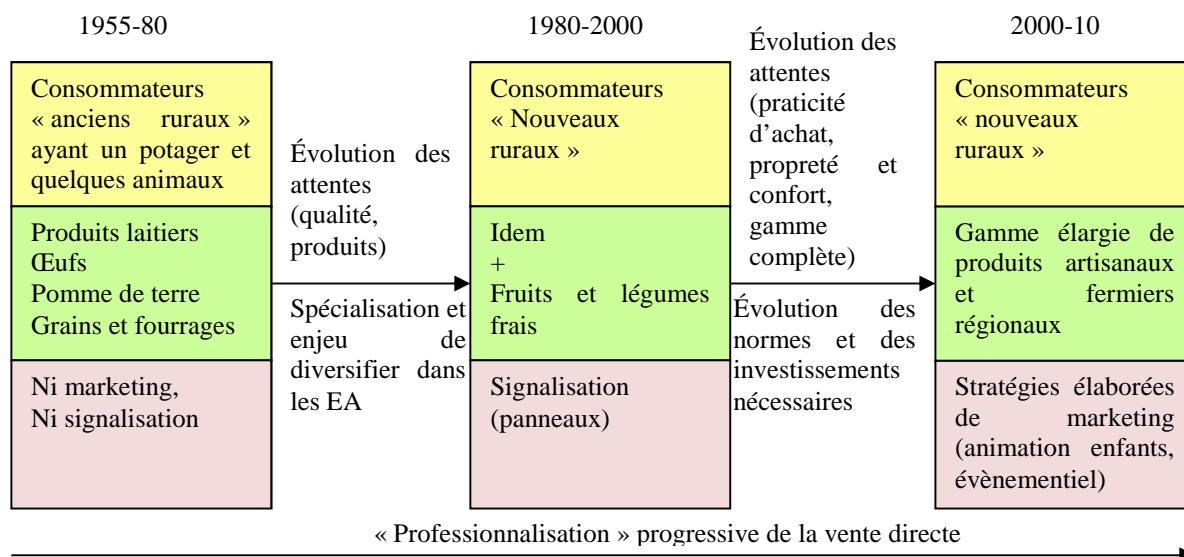 1955-80
Consommateurs
« anciens ruraux »
ayant un potager et
quelques animaux
Produits laitiers
Œufs
Pomme de terre
Grains et fourrages
Ni marketing,
Ni signalisation
Évolution des
attentes
(qualité,
produits)
Spécialisation et
enjeu de
diversifier dans
les EA
1980-2000
Consommateurs
« Nouveaux
ruraux »
Idem
+
Fruits et légumes
frais
Signalisation
(panneaux)
Évolution des
attentes
(praticité
d’achat,
propreté et
confort,
gamme
complète)
Évolution des
normes et des
investissements
nécessaires
2000-10
Consommateurs
« nouveaux
ruraux »
Gamme élargie de
produits artisanaux
et fermiers
régionaux
Stratégies élaborées
de marketing
(animation enfants,
évènementiel)
« Professionnalisation » progressive de la vente directe